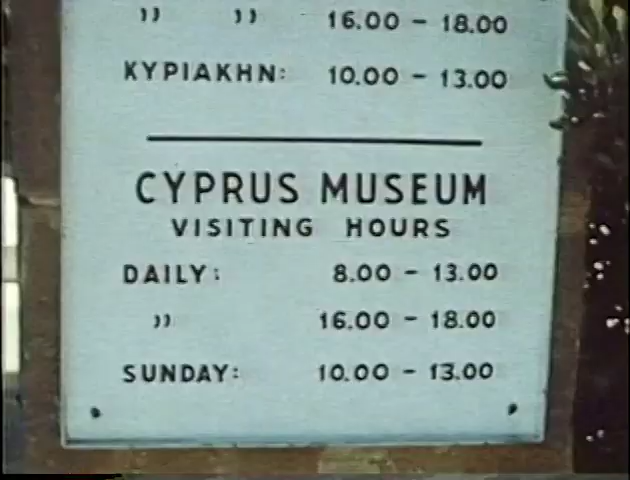 ”   ”   16.00 – 18.00
ΚΥΡΙΑΚΗΝ: 10.00 – 13.00
CYPRUS MUSEUM
VISITING HOURS
DAILY: 8.00 – 13.00
” 16.00 – 18.00
SUNDAY: 10.00 – 13.00